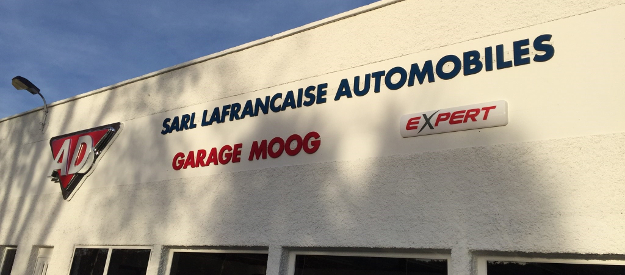 SARL LAFRANCAISE AUTOMOBILES
AD
GARAGE MOOG
EXPERT